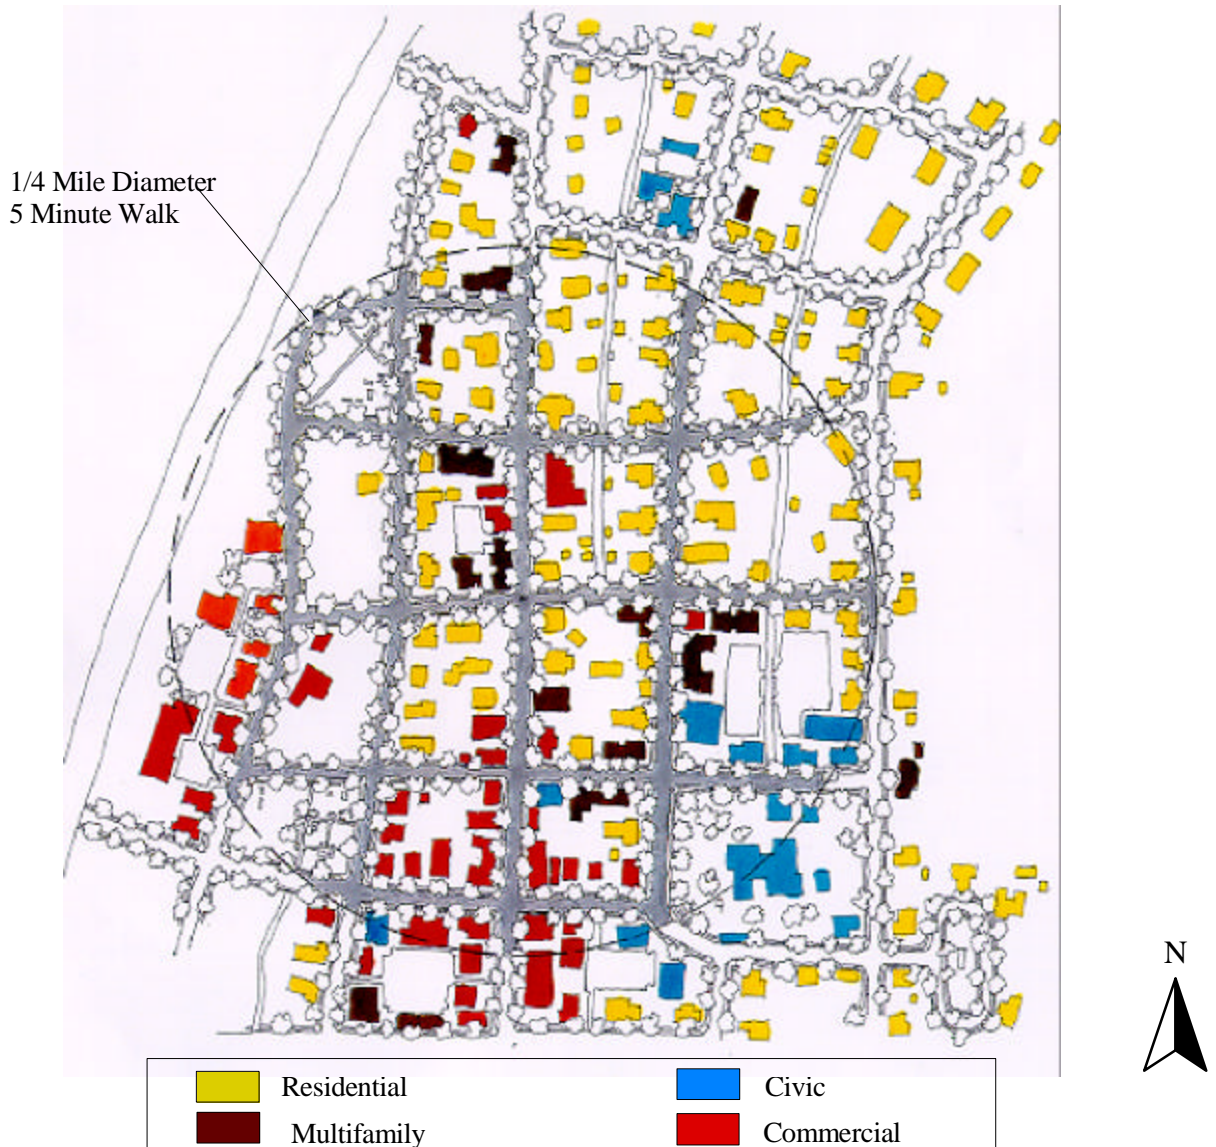 1/4 Mile Diameter
5 Minute Walk
N
Residential
Civic
Multifamily
Commercial